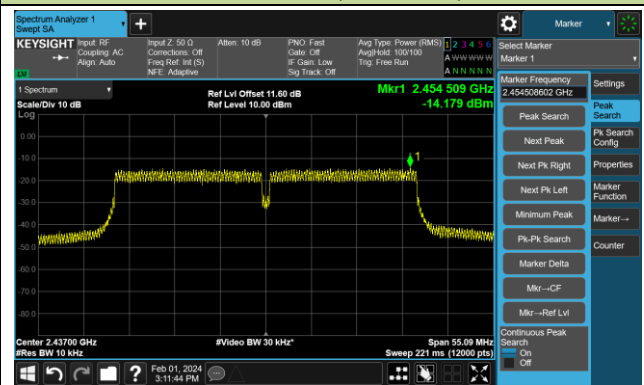 Spectrum Analyzer 1
Swept SA
+
Marker
KEYSIGHT
Input: RF
Coupling: AC
Align: Auto
Input Z: 50 Ω
Corrections: Off
Freq Ref: Int (S)
NFE: Adaptive
Atten: 10 dB
PNO: Fast
Gate: Off
IF Gain: Low
Sig Track: Off
Avg Type: Power (RMS)
Avg|Hold: 100/100
Trig: Free Run
1 2 3 4 5 6
A W W W W W
A N N N N N
Select Marker
Marker 1
LXI
1 Spectrum
Scale/Div 10 dB
Ref Lvl Offset 11.60 dB
Ref Level 10.00 dBm
Mkr1 2.454 509 GHz
-14.179 dBm
Log
0.00
-10.0
-20.0
-30.0
-40.0
-50.0
-60.0
-70.0
-80.0
1
Center 2.43700 GHz
#Res BW 10 kHz
#Video BW 30 kHz*
Span 55.09 MHz
Sweep 221 ms (12000 pts)
Marker Frequency
2.454508602 GHz
Peak Search
Next Peak
Next Pk Right
Next Pk Left
Minimum Peak
Pk-Pk Search
Marker Delta
Mkr→CF
Mkr→Ref Lvl
Continuous Peak
Search
On
Off
Settings
Peak
Search
Pk Search
Config
Properties
Marker
Function
Marker→
Counter
?
Feb 01, 2024
3:11:44 PM